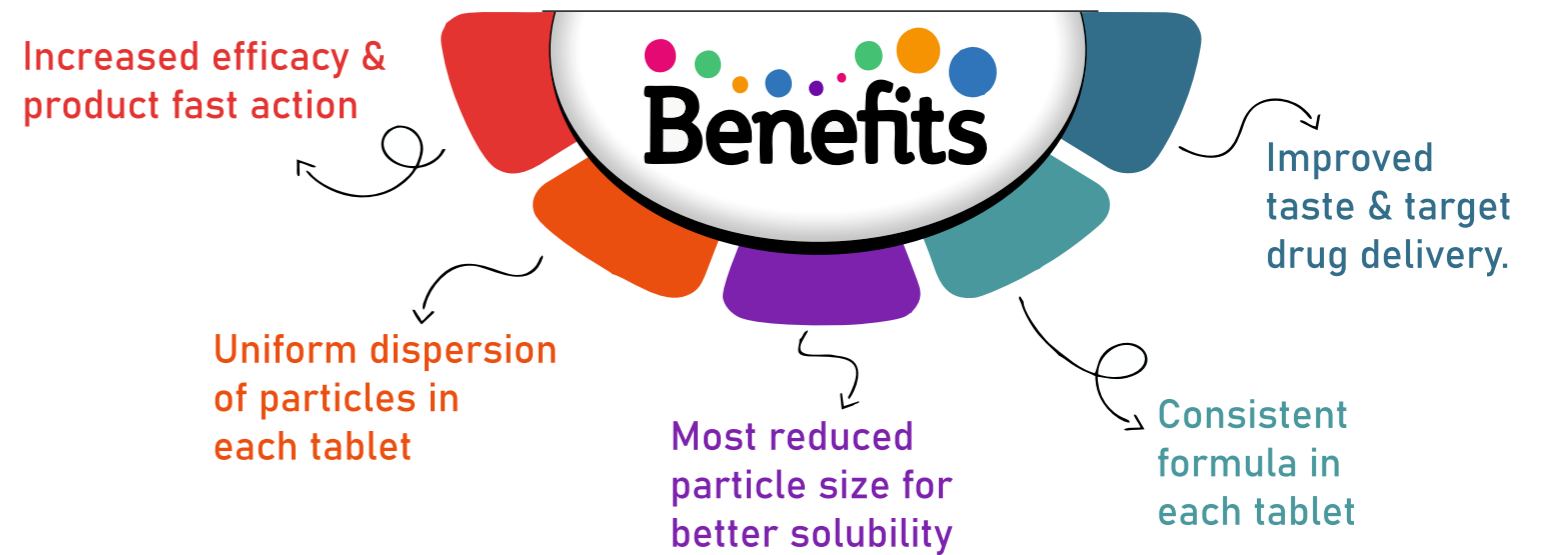 Benefits
Increased efficacy &
product fast action
Uniform dispersion
of particles in
each tablet
Most reduced
particle size for
better solubility
Consistent
formula in
each tablet
Improved
taste & target
drug delivery.